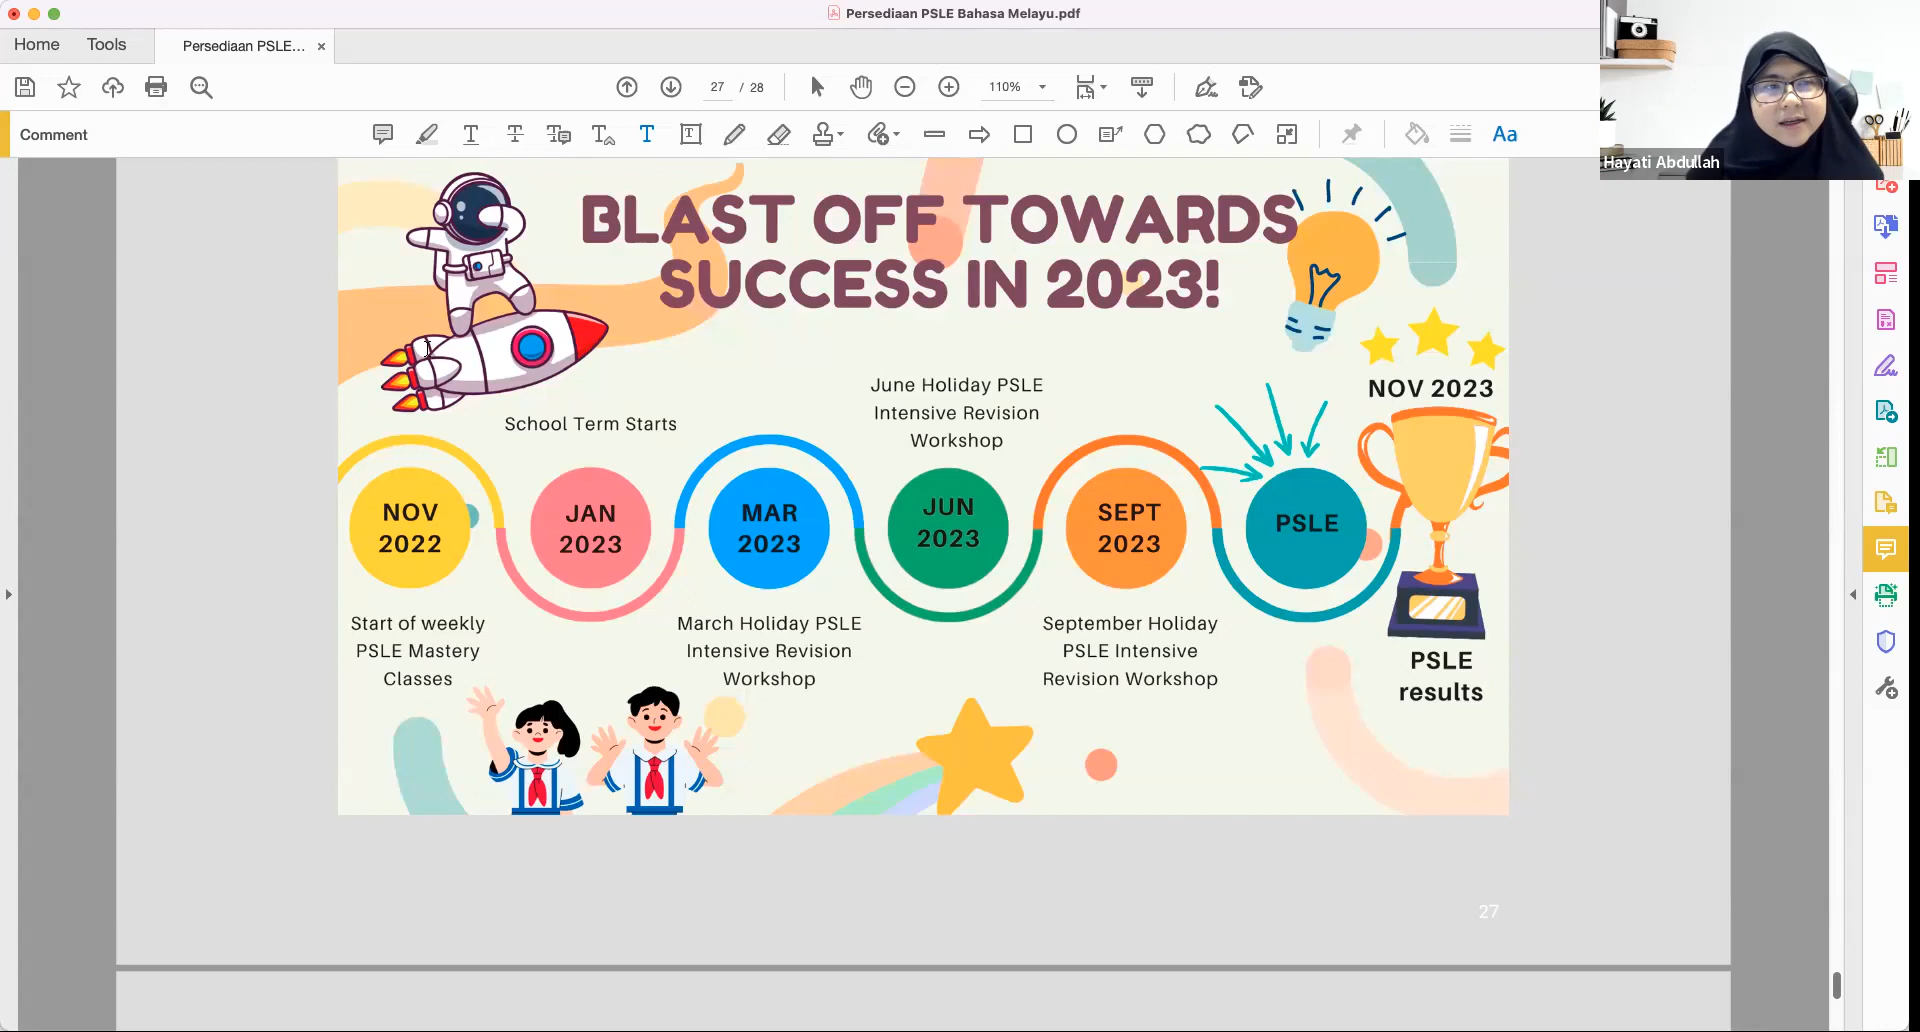 Persediaan PSLE Bahasa Melayu.pdf
Home
Tools
Persediaan PSLE...
27 / 28
110%
Comment
Aa
Hayati Abdullah
BLAST OFF TOWARDS
SUCCESS IN 2023!
NOV 2023
June Holiday PSLE
Intensive Revision
Workshop
School Term Starts
NOV
2022
JAN
2023
MAR
2023
JUN
2023
SEPT
2023
PSLE
Start of weekly
PSLE Mastery
Classes
March Holiday PSLE
Intensive Revision
Workshop
September Holiday
PSLE Intensive
Revision Workshop
PSLE
results
27